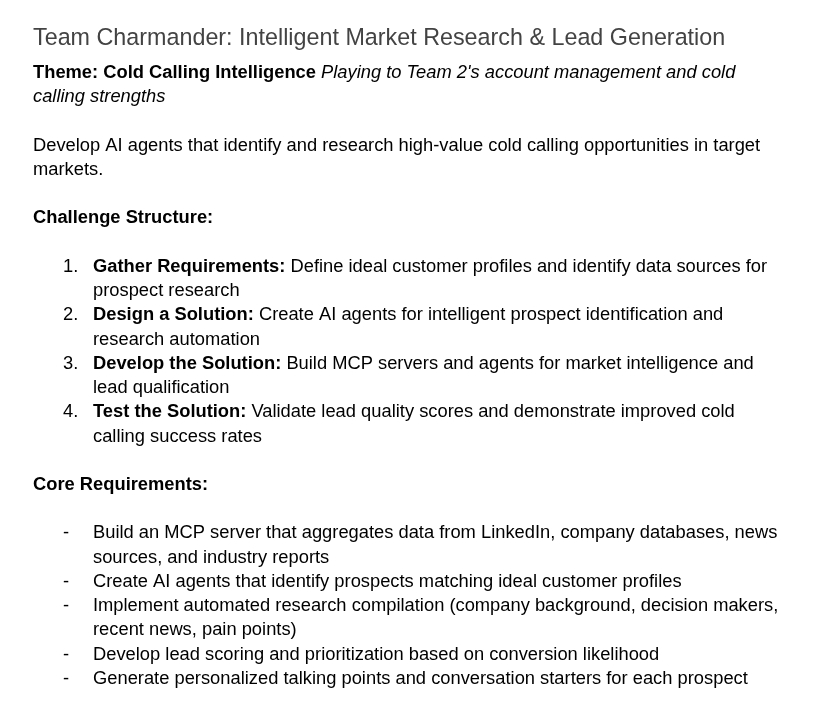 Team Charmander: Intelligent Market Research & Lead Generation
Theme: Cold Calling Intelligence Playing to Team 2's account management and cold
calling strengths
Develop AI agents that identify and research high-value cold calling opportunities in target
markets.
Challenge Structure:
1. Gather Requirements: Define ideal customer profiles and identify data sources for
prospect research
2. Design a Solution: Create AI agents for intelligent prospect identification and
research automation
3. Develop the Solution: Build MCP servers and agents for market intelligence and
lead qualification
4. Test the Solution: Validate lead quality scores and demonstrate improved cold
calling success rates
Core Requirements:
- Build an MCP server that aggregates data from LinkedIn, company databases, news
sources, and industry reports
- Create AI agents that identify prospects matching ideal customer profiles
- Implement automated research compilation (company background, decision makers,
recent news, pain points)
- Develop lead scoring and prioritization based on conversion likelihood
- Generate personalized talking points and conversation starters for each prospect